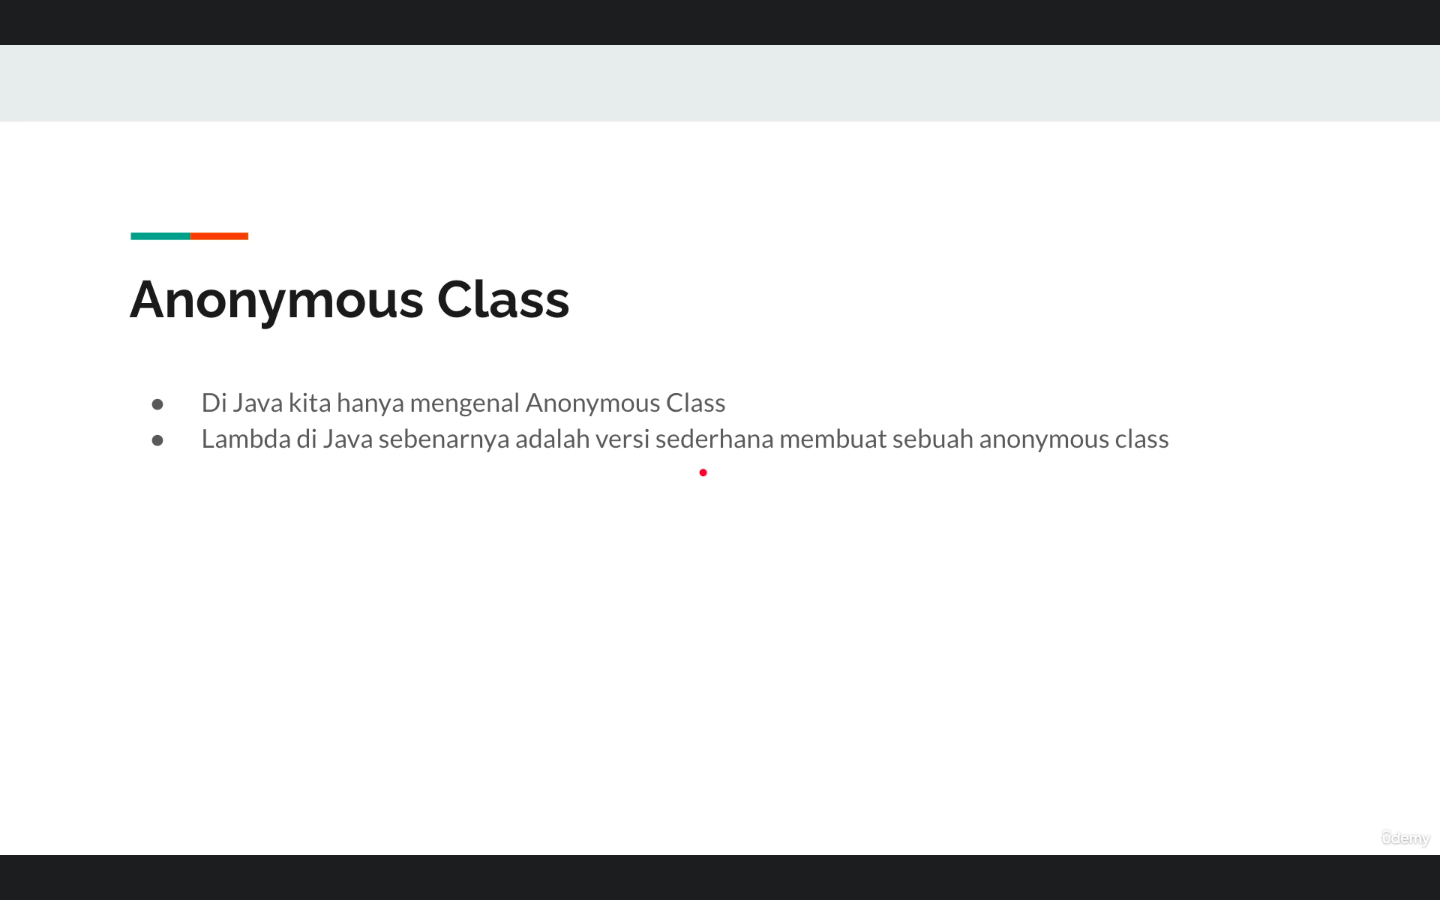 Anonymous Class
● Di Java kita hanya mengenal Anonymous Class
● Lambda di Java sebenarnya adalah versi sederhana membuat sebuah anonymous class
ûdemy